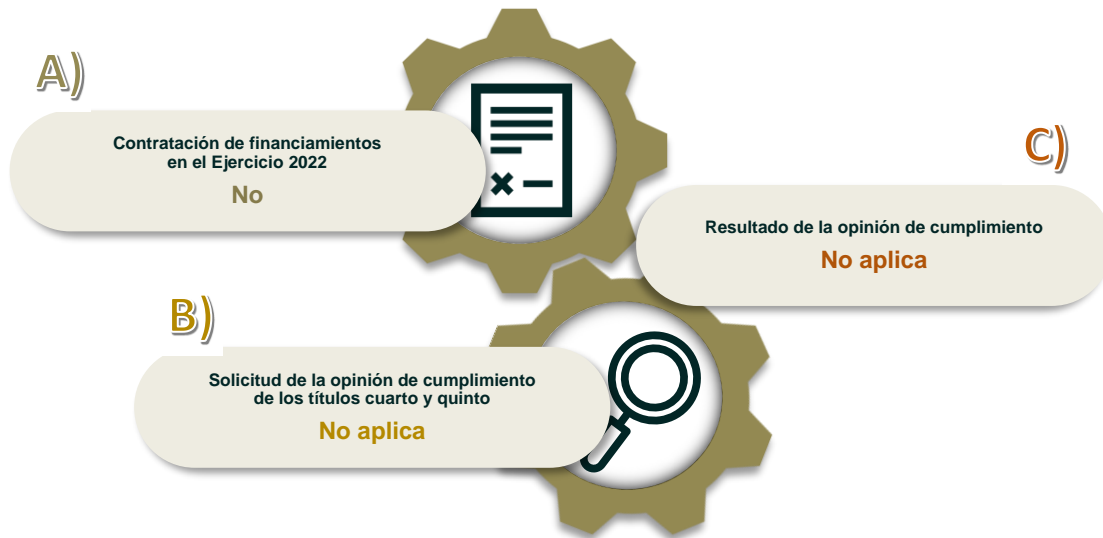 A)
Contratación de financiamientos
en el Ejercicio 2022
No
B)
Solicitud de la opinión de cumplimiento
de los títulos cuarto y quinto
No aplica
C)
Resultado de la opinión de cumplimiento
No aplica